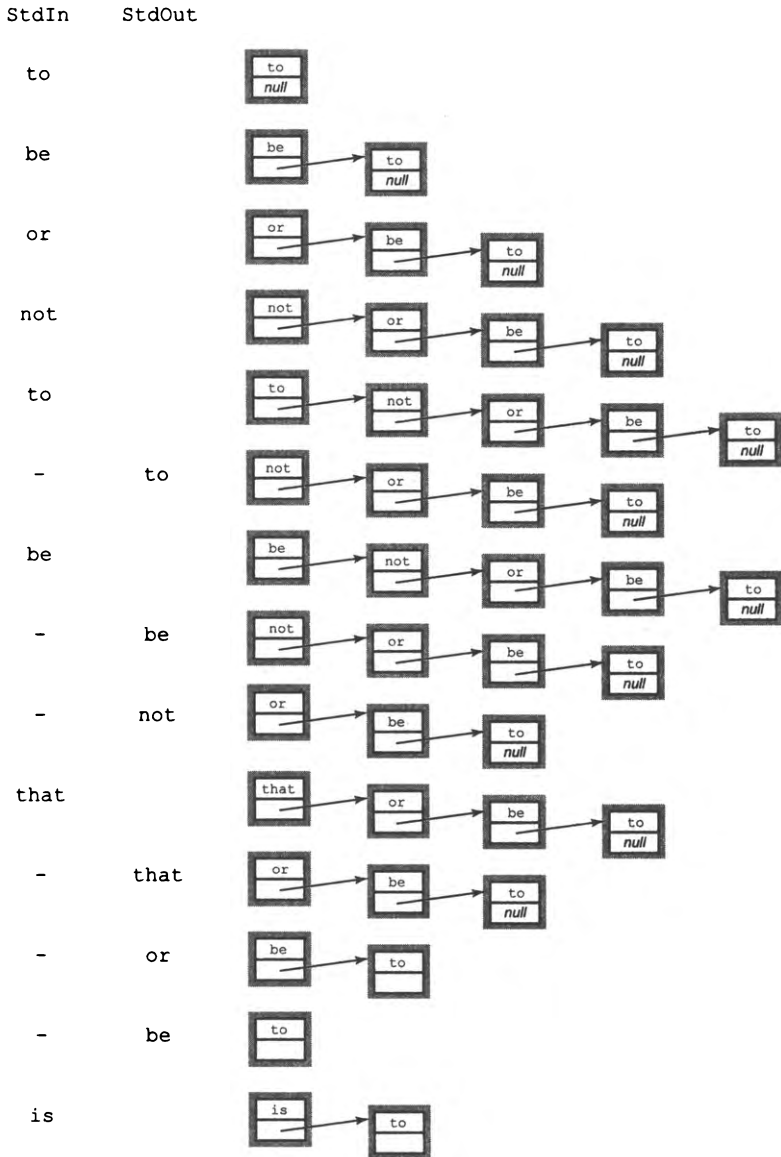 StdIn StdOut
to to
null
be be to
null
or or be to
null
not not or be to
null
to to not or be to
null
- to not or be to
null
be be not or be to
null
- be not or be to
null
- not or be to
null
that that or be to
null
- that or be to
null
- or be to
- be to
is is to